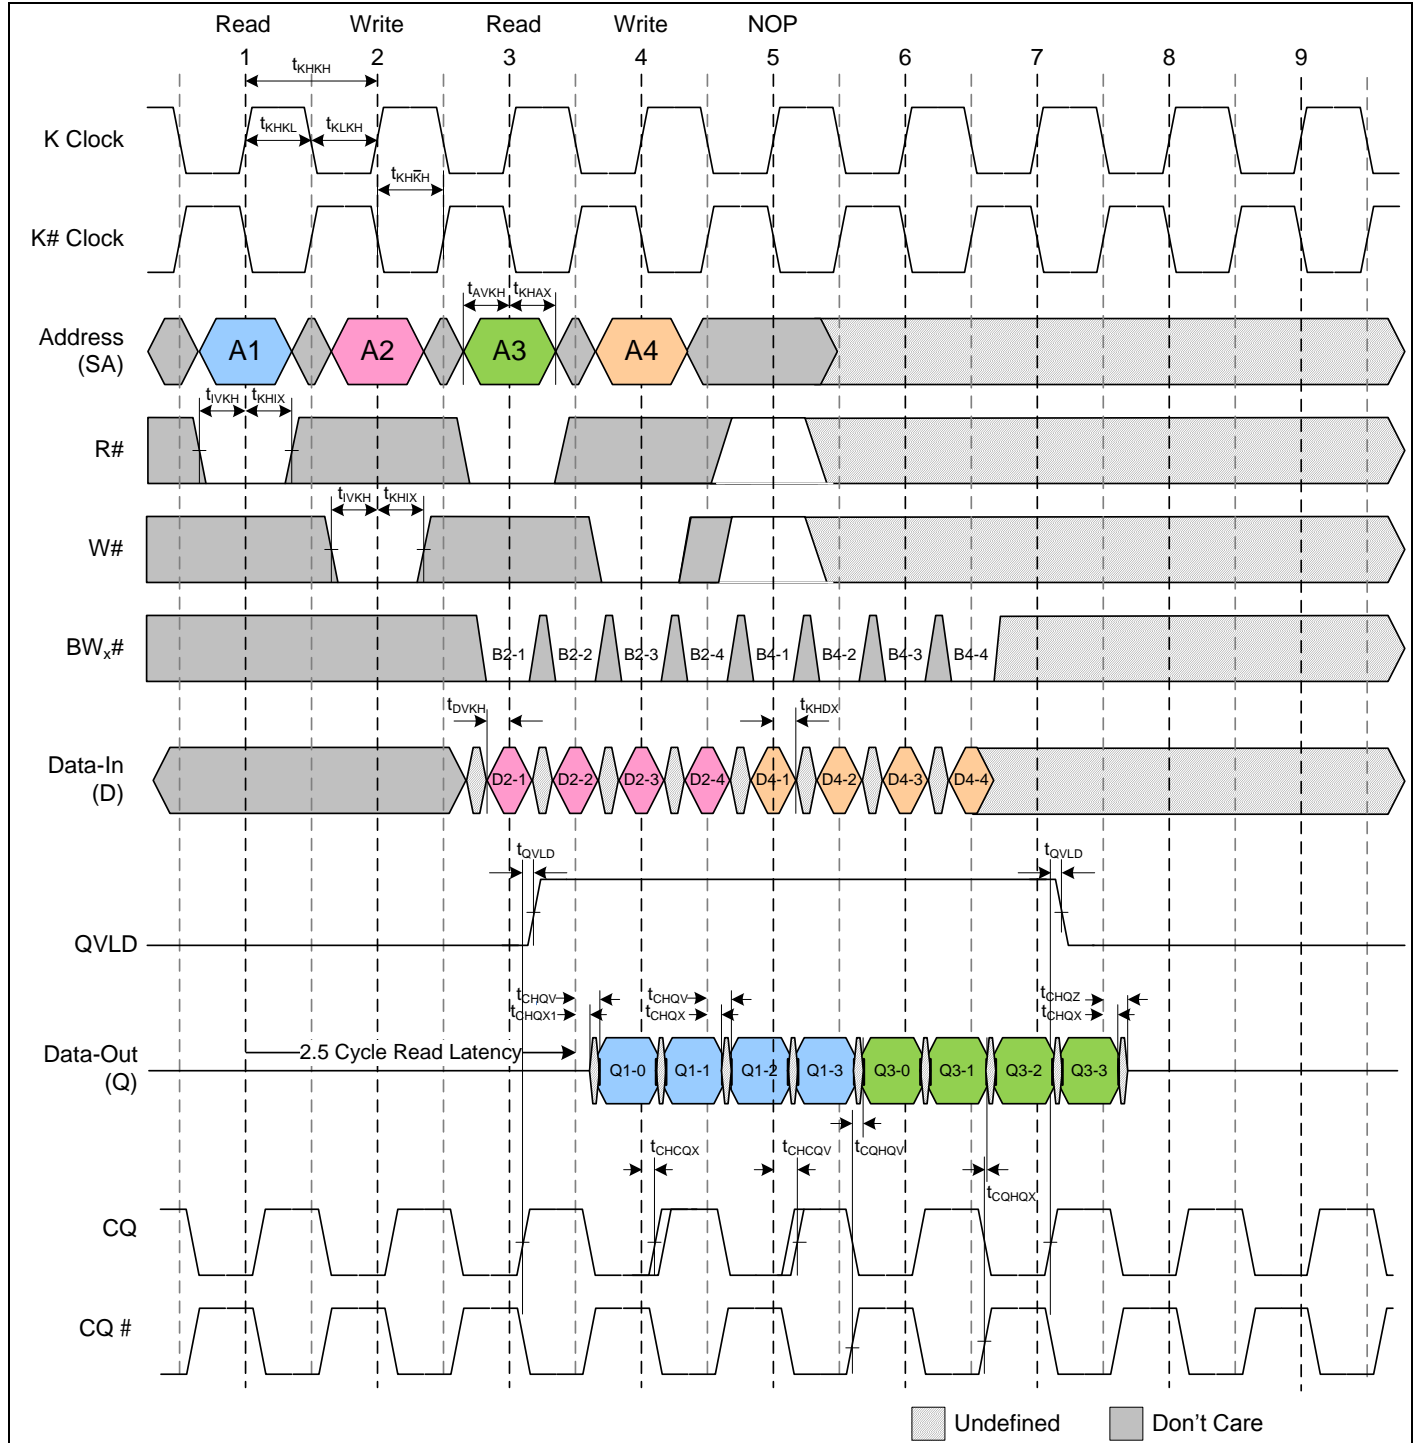 Read Write Read Write NOP
1 2 3 4 5 6 7 8 9
tKHKH
K Clock tKHKL tKLKH
tKHK̄H
K# Clock
tAVKH tKHAX
Address (SA) A1 A2 A3 A4
tIVKH tKHIX
R#
tIVKH tKHIX
W#
BWx# B2-1 B2-2 B2-3 B2-4 B4-1 B4-2 B4-3 B4-4
tDVKH tKHDX
Data-In (D) D2-1 D2-2 D2-3 D2-4 D4-1 D4-2 D4-3 D4-4
tQVLD tQVLD
QVLD
tCHQV tCHQV tCHQZ
tCHQX1 tCHQX tCHQX
Data-Out (Q) 2.5 Cycle Read Latency Q1-0 Q1-1 Q1-2 Q1-3 Q3-0 Q3-1 Q3-2 Q3-3
tCHCQX tCHCQV tCQHQV
tCQHQX
CQ
CQ #
Undefined Don't Care